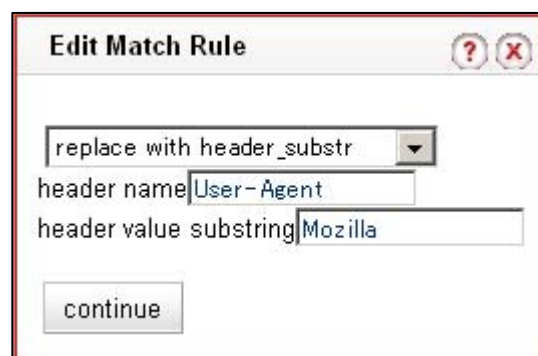 Edit Match Rule ? X
replace with header_substr
header name User-Agent
header value substring Mozilla
continue